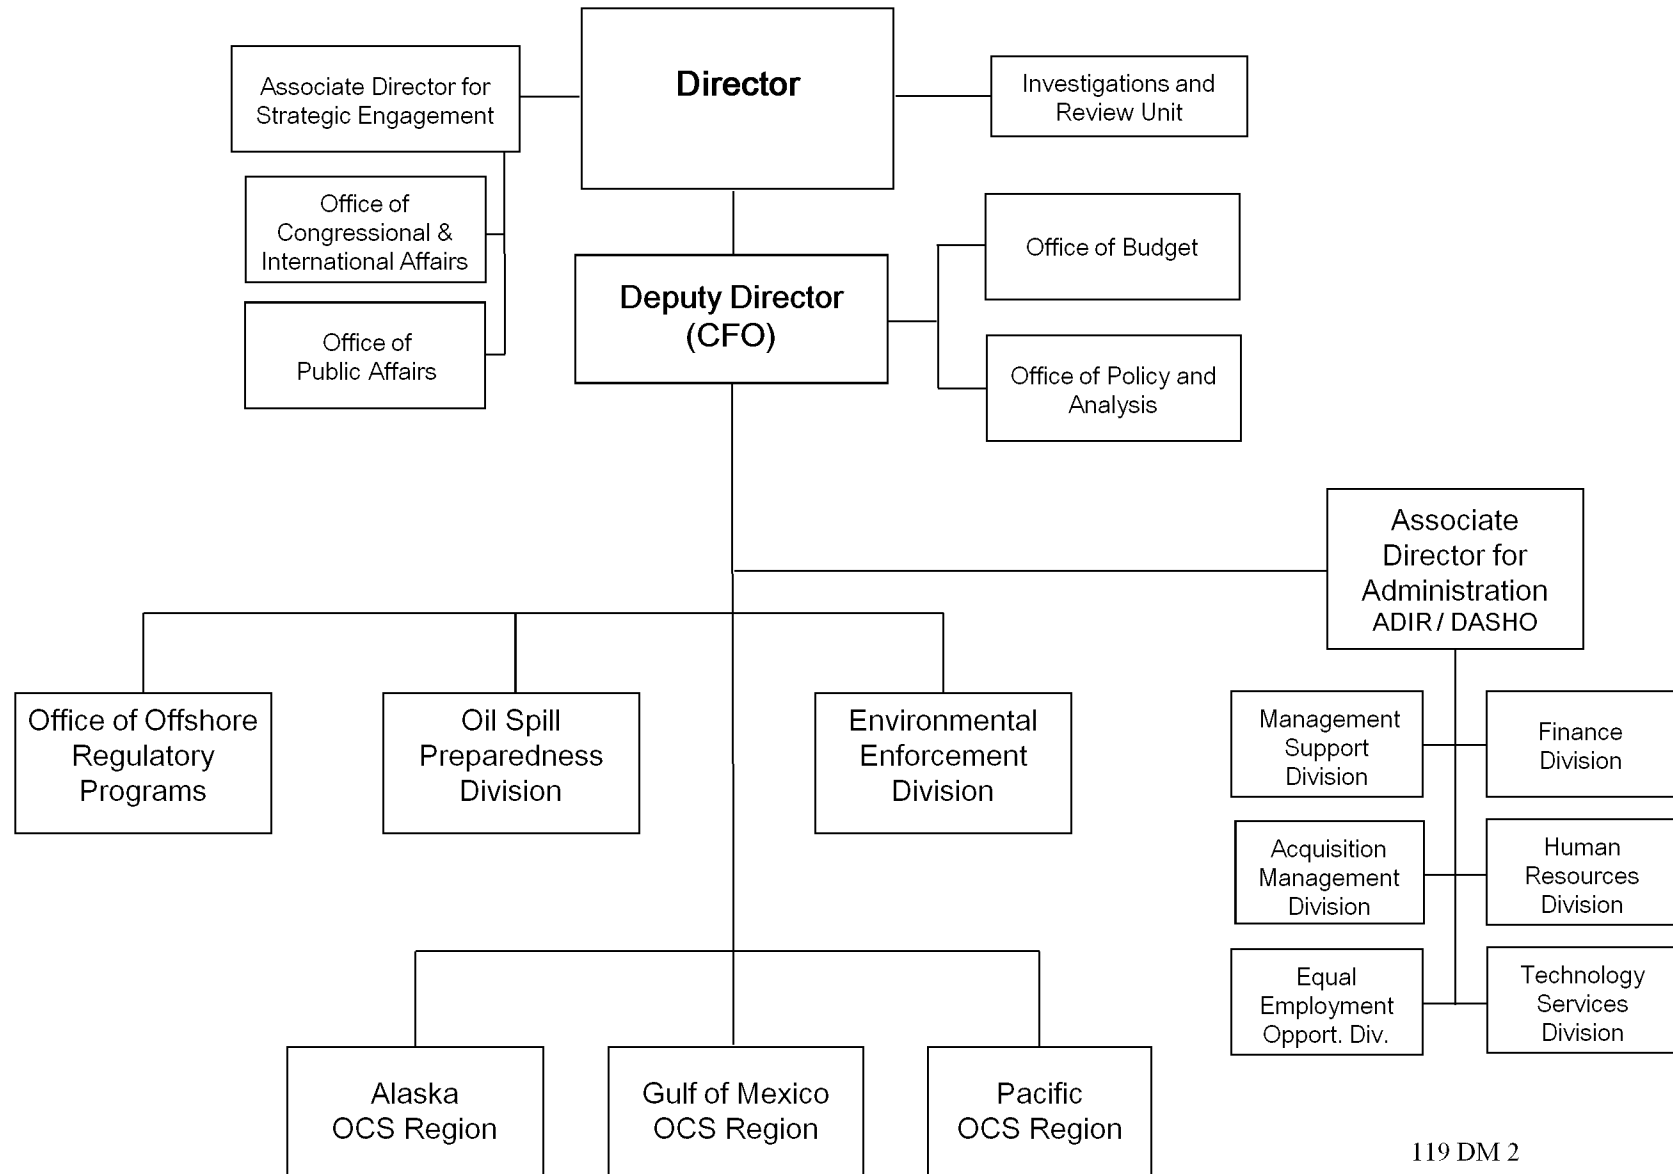 Director
Associate Director for
Strategic Engagement
Investigations and
Review Unit
Office of
Congressional &
International Affairs
Office of
Public Affairs
Deputy Director
(CFO)
Office of Budget
Office of Policy and
Analysis
Associate
Director for
Administration
ADIR / DASHO
Office of Offshore
Regulatory
Programs
Oil Spill
Preparedness
Division
Environmental
Enforcement
Division
Management
Support
Division
Finance
Division
Acquisition
Management
Division
Human
Resources
Division
Equal
Employment
Opport. Div.
Technology
Services
Division
Alaska
OCS Region
Gulf of Mexico
OCS Region
Pacific
OCS Region
119 DM 2